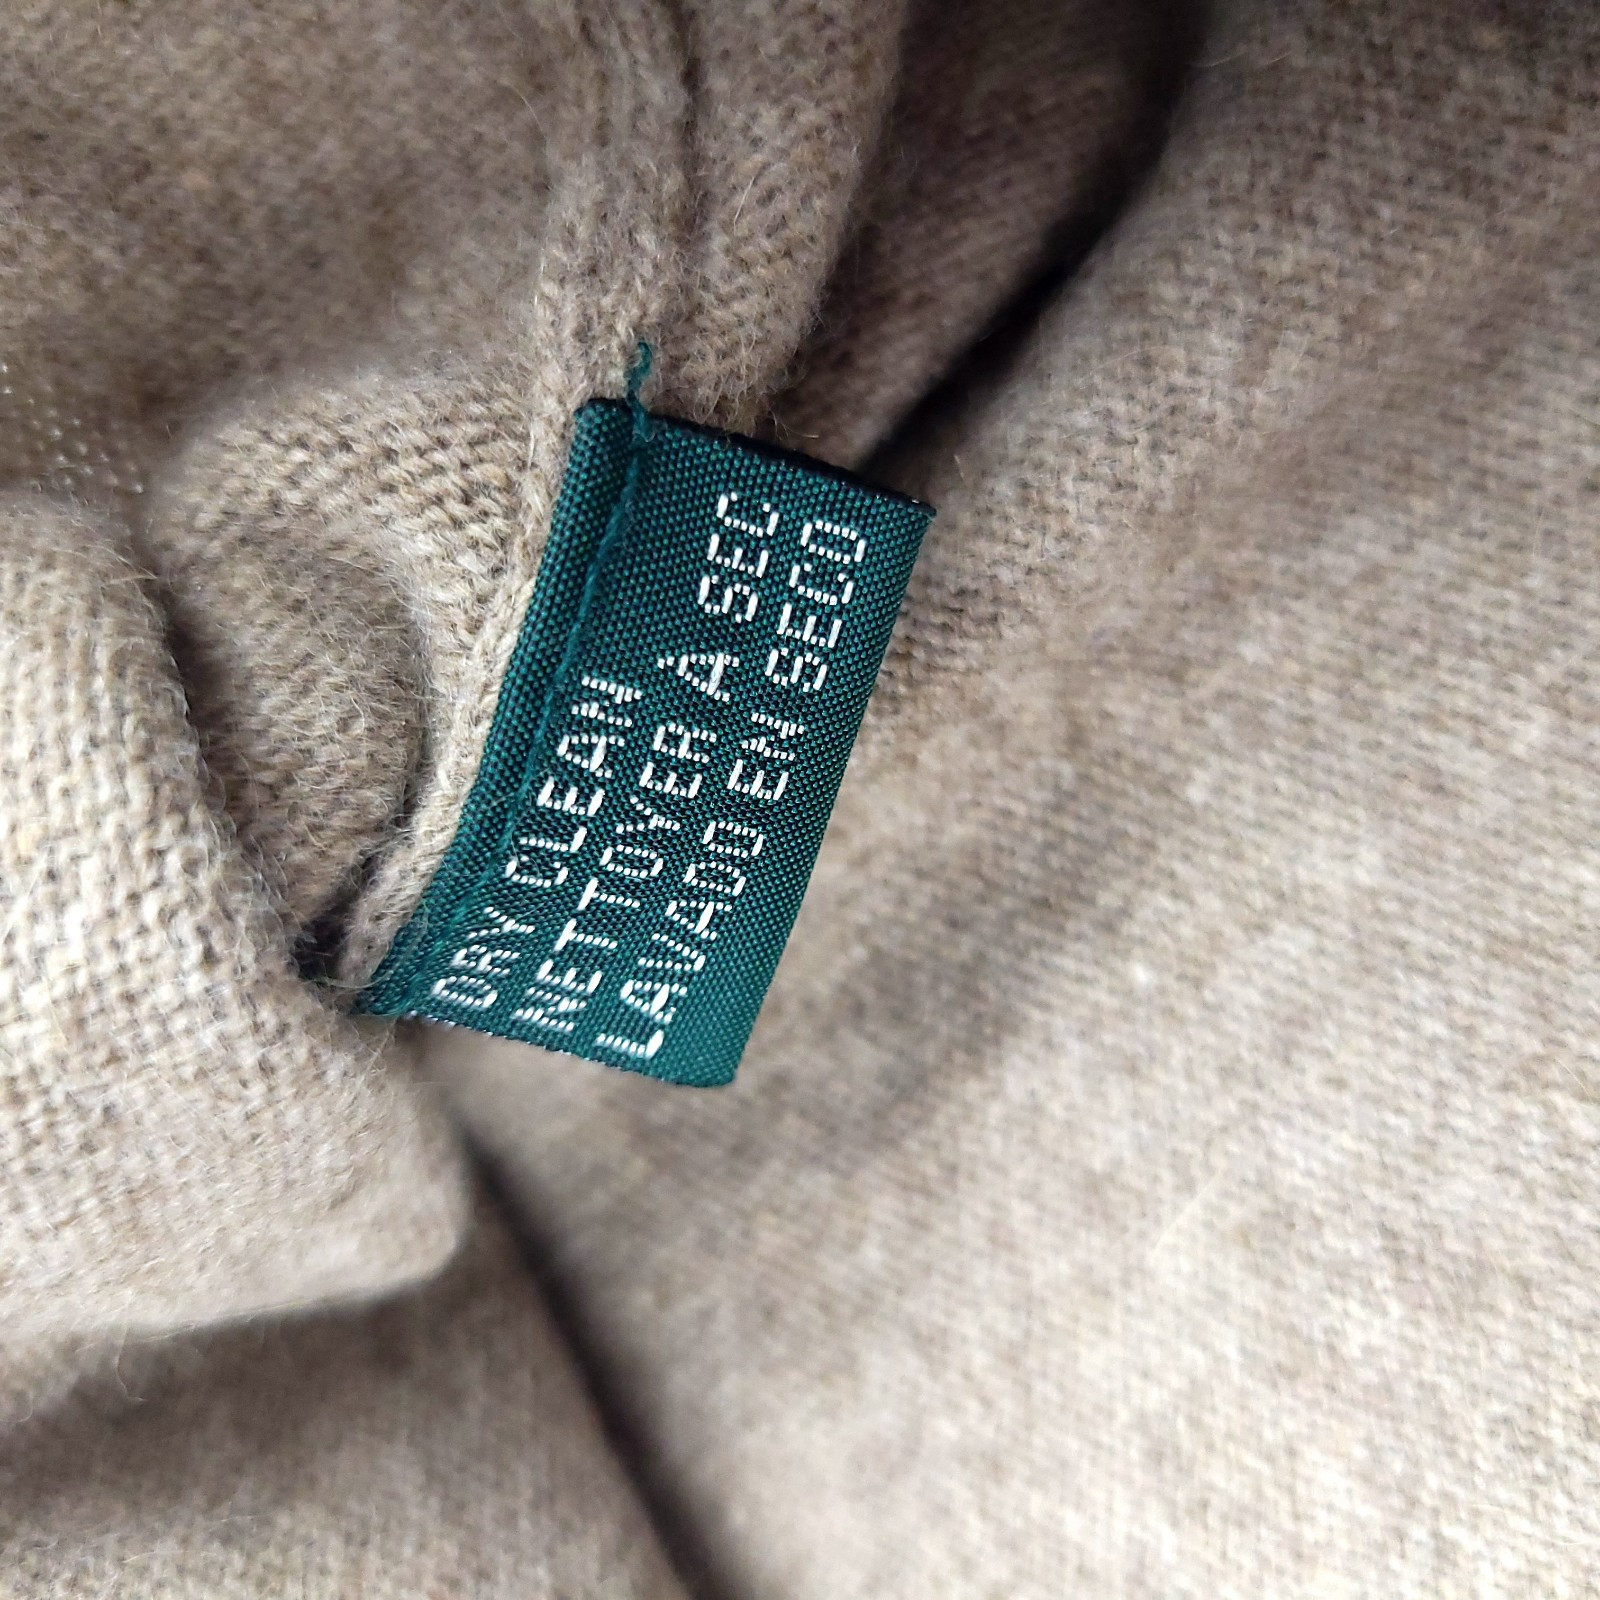 DRY CLEAN
NETTOYER A SEC
LAVADO EN SECO